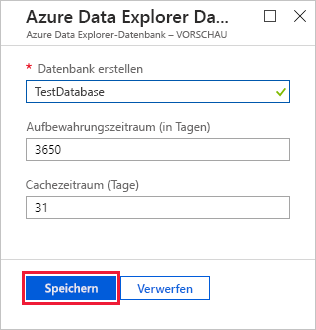 Azure Data Explorer Da...
Azure Data Explorer-Datenbank – VORSCHAU
* Datenbank erstellen
TestDatabase
Aufbewahrungszeitraum (in Tagen)
3650
Cachezeitraum (Tage)
31
Speichern
Verwerfen